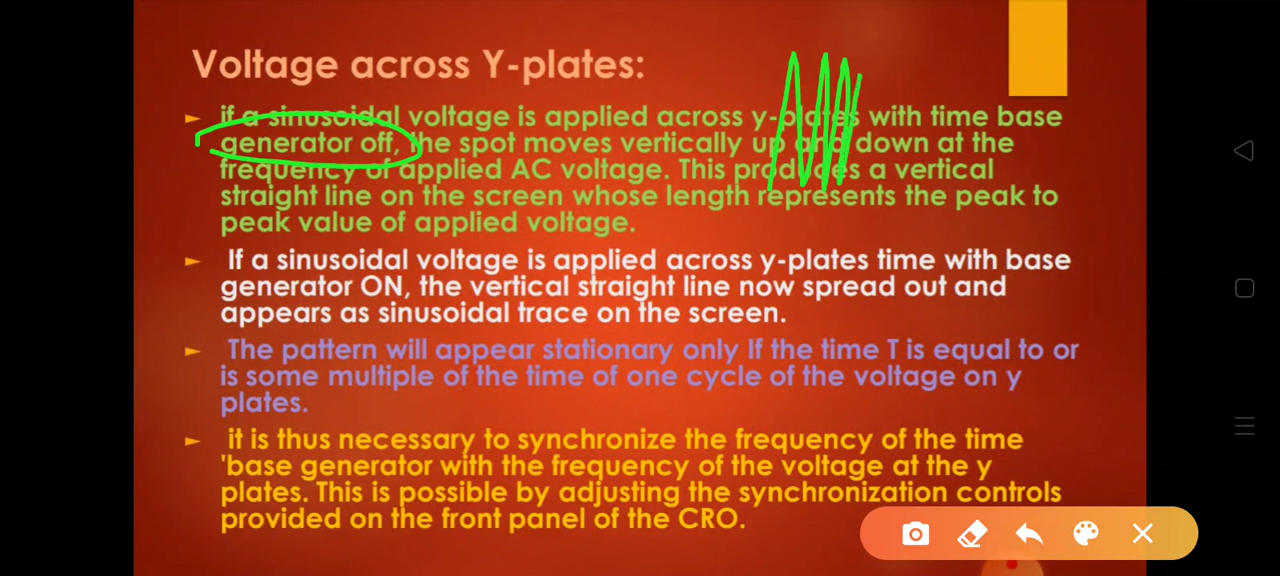 Voltage across Y-plates:
► if a sinusoidal voltage is applied across y-plates with time base
generator off, the spot moves vertically up and down at the
frequency of applied AC voltage. This produces a vertical
straight line on the screen whose length represents the peak to
peak value of applied voltage.
► If a sinusoidal voltage is applied across y-plates time with base
generator ON, the vertical straight line now spread out and
appears as sinusoidal trace on the screen.
► The pattern will appear stationary only If the time T is equal to or
is some multiple of the time of one cycle of the voltage on y
plates.
► it is thus necessary to synchronize the frequency of the time
'base generator with the frequency of the voltage at the y
plates. This is possible by adjusting the synchronization controls
provided on the front panel of the CRO.